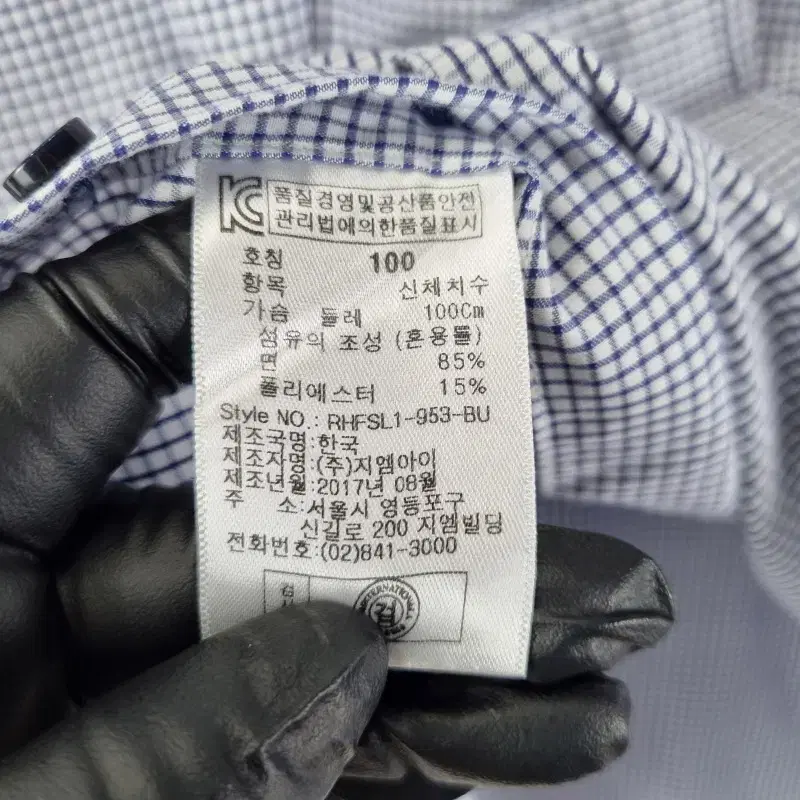 KC 품질경영및공산품안전
관리법에의한품질표시
호칭 100
항목 신체치수
가슴 둘레 100Cm
섬유의 조성 (혼용률)
면 85%
폴리에스터 15%
Style NO.: RHFSL1-953-BU
제조국명:한국
제조자명:(주)지엠아이
제조년월:2017년 08월
주 소:서울시 영등포구
신길로 200 지엠빌딩
전화번호:(02)841-3000
검